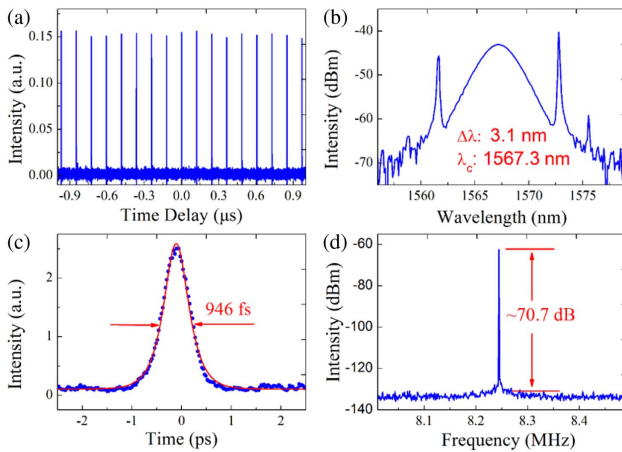 (a)
0.15
0.10
0.05
0.00
Intensity (a.u.)
-0.9 -0.6 -0.3 0.0 0.3 0.6 0.9
Time Delay (μs)
(b)
-40
-50
-60
-70
Intensity (dBm)
Δλ: 3.1 nm
λc: 1567.3 nm
1560 1570 1580
Wavelength (nm)
(c)
2
1
0
Intensity (a.u.)
946 fs
-2 -1 0 1 2
Time (ps)
(d)
-60
-80
-100
-120
-140
Intensity (dBm)
~70.7 dB
8.1 8.2 8.3 8.4
Frequency (MHz)